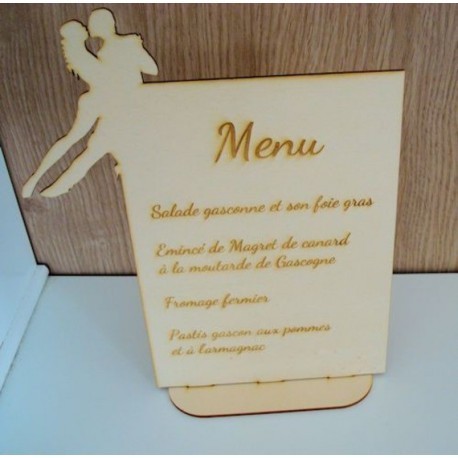 Menu
Salade gasconne et son foie gras
Emincé de Magret de canard
à la moutarde de Gascogne
Fromage fermier
Pastis gascon aux pommes
et à l'armagnac